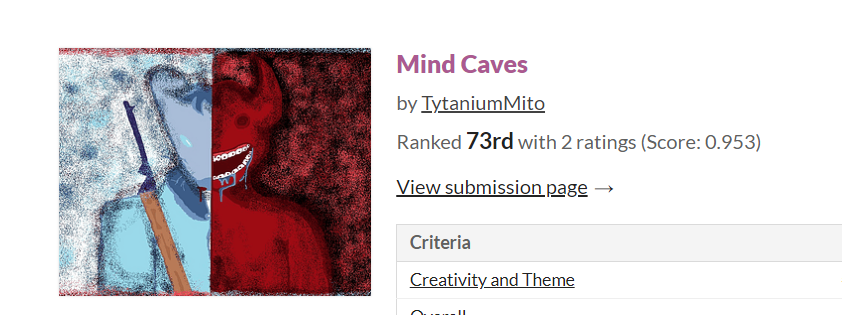 Mind Caves
by TytaniumMito
Ranked 73rd with 2 ratings (Score: 0.953)
View submission page →
Criteria
Creativity and Theme
Overall